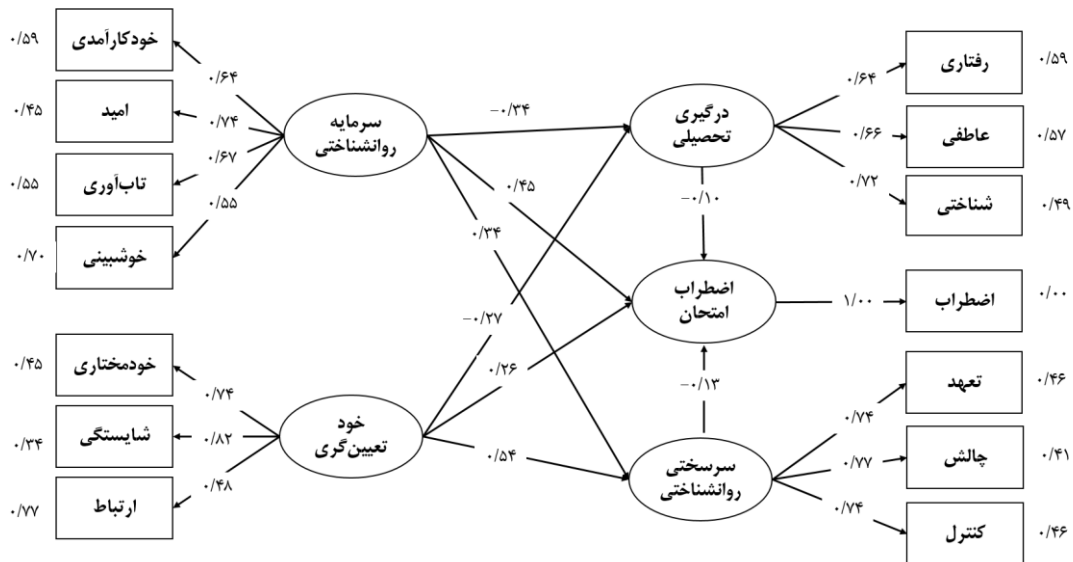 ۰/۵۹
خودکارآمدی
۰/۶۴
۰/۴۵
امید
۰/۷۴
۰/۵۵
تاب‌آوری
۰/۶۷
۰/۷۰
خوشبینی
۰/۵۵
سرمایه
روانشناختی
۰/۴۵
خودمختاری
۰/۷۴
۰/۳۴
شایستگی
۰/۸۲
۰/۷۷
ارتباط
۰/۴۸
خود
تعیین‌گری
−۰/۳۴
۰/۴۵
۰/۳۴
−۰/۲۷
۰/۲۶
۰/۵۴
درگیری
تحصیلی
−۰/۱۰
اضطراب
امتحان
−۰/۱۳
سرسختی
روانشناختی
۰/۶۴
رفتاری
۰/۵۹
۰/۶۶
عاطفی
۰/۵۷
۰/۷۲
شناختی
۰/۴۹
۱/۰۰
اضطراب
۰/۰۰
۰/۷۴
تعهد
۰/۴۶
۰/۷۷
چالش
۰/۴۱
۰/۷۴
کنترل
۰/۴۶